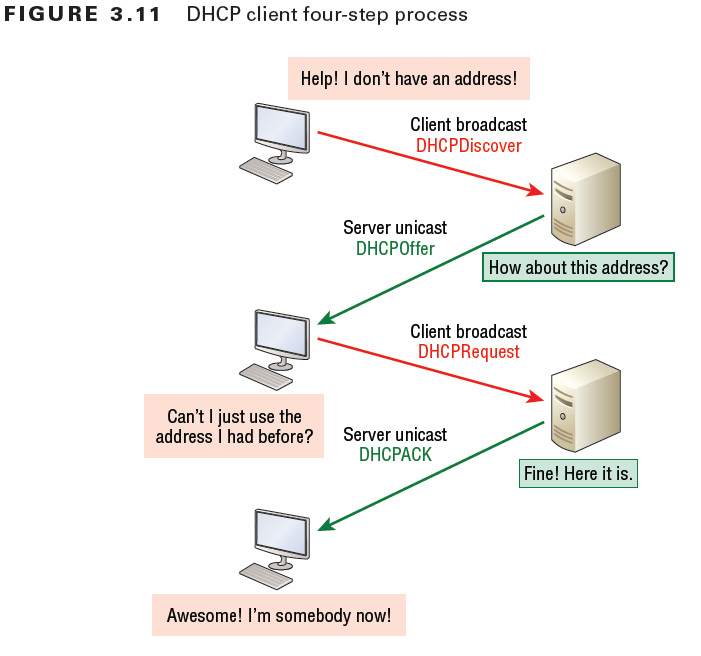 FIGURE 3.11 DHCP client four-step process
Help! I don't have an address!
Client broadcast
DHCPDiscover
Server unicast
DHCPOffer
How about this address?
Client broadcast
DHCPRequest
Can't I just use the
address I had before?
Server unicast
DHCPACK
Fine! Here it is.
Awesome! I'm somebody now!